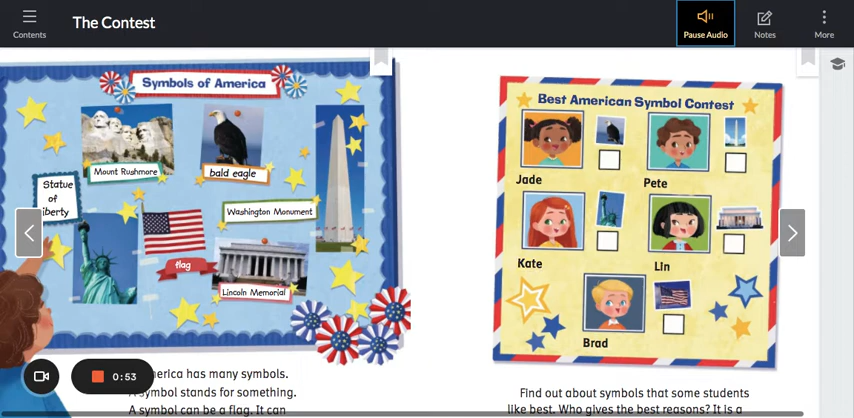 Contents
The Contest
Pause Audio
Notes
More
Symbols of America
Mount Rushmore
bald eagle
Statue
of
Liberty
Washington Monument
flag
Lincoln Memorial
0:53
America has many symbols.
A symbol stands for something.
A symbol can be a flag. It can
Best American Symbol Contest
Jade
Pete
Kate
Lin
Brad
Find out about symbols that some students
like best. Who gives the best reasons? It is a